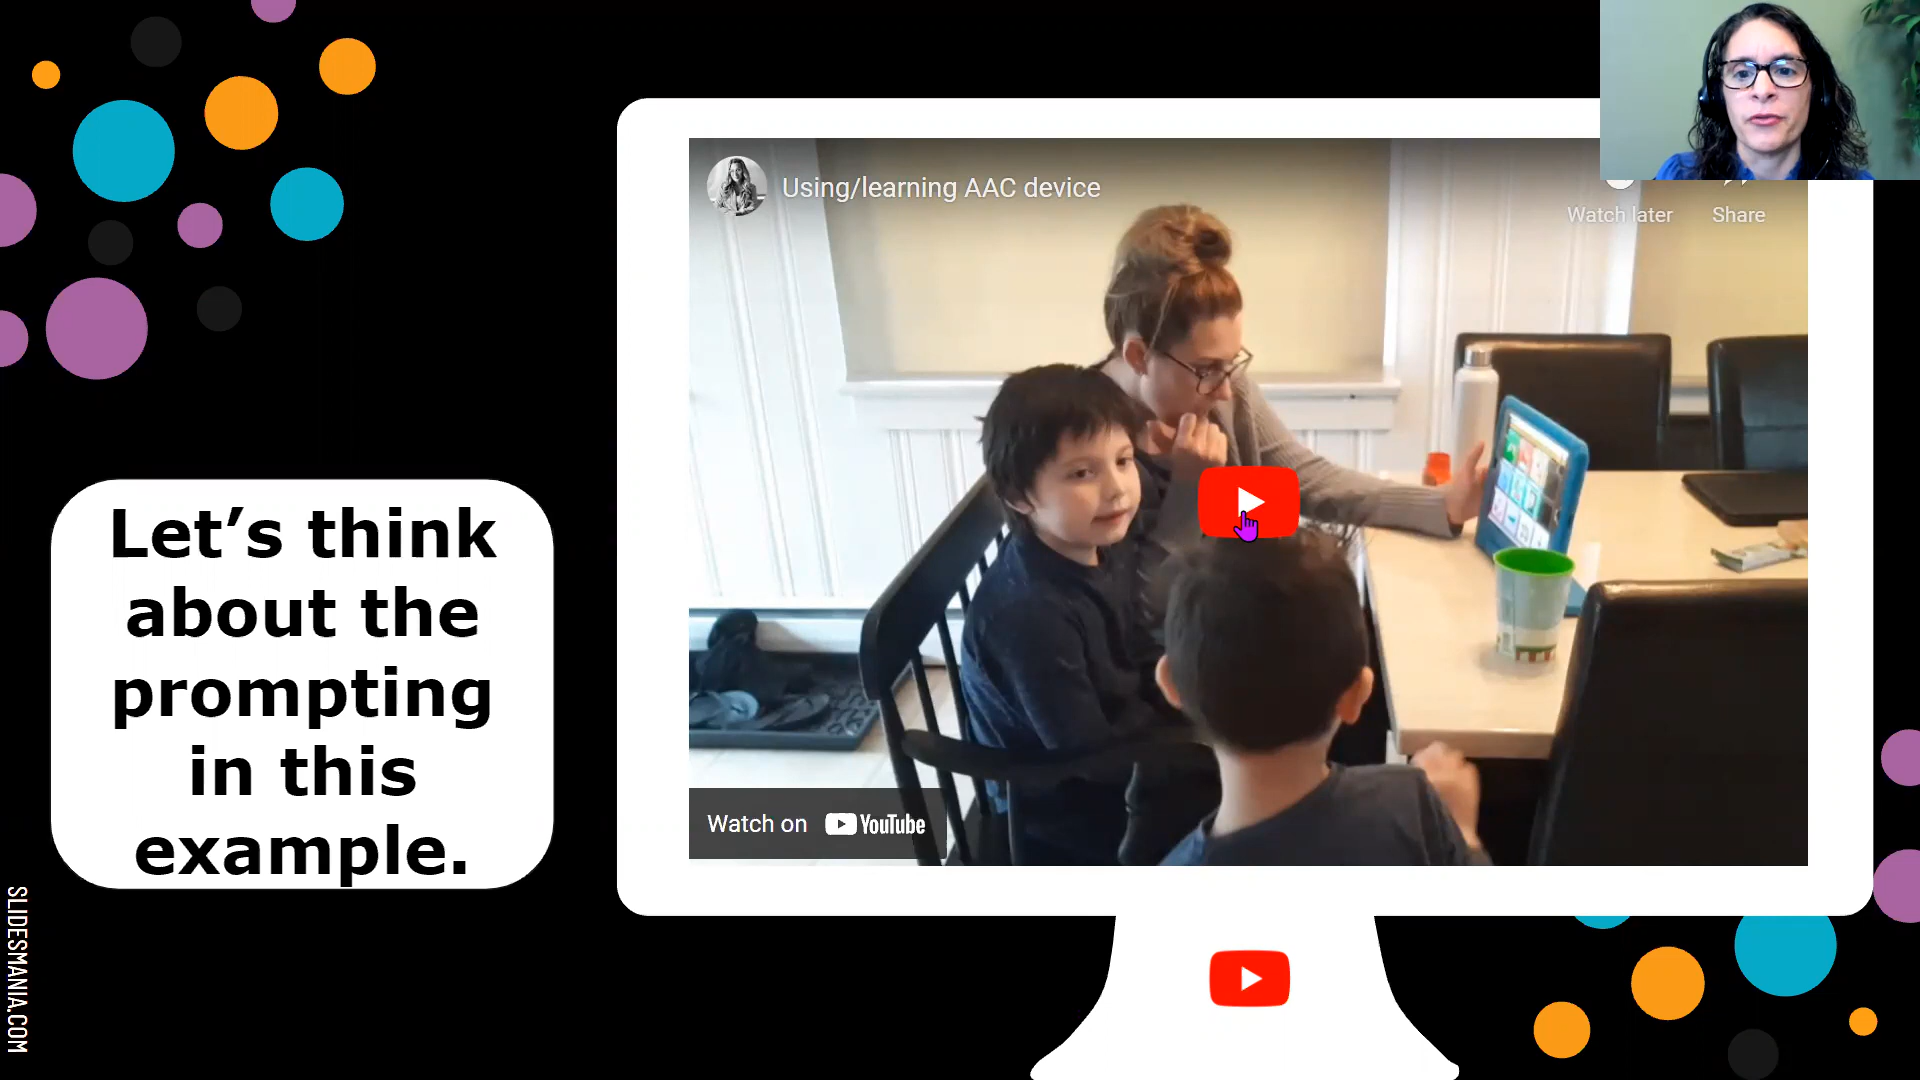 Using/learning AAC device
Watch later
Share
Let’s think
about the
prompting
in this
example.
Watch on YouTube
SLIDESMANIA.COM